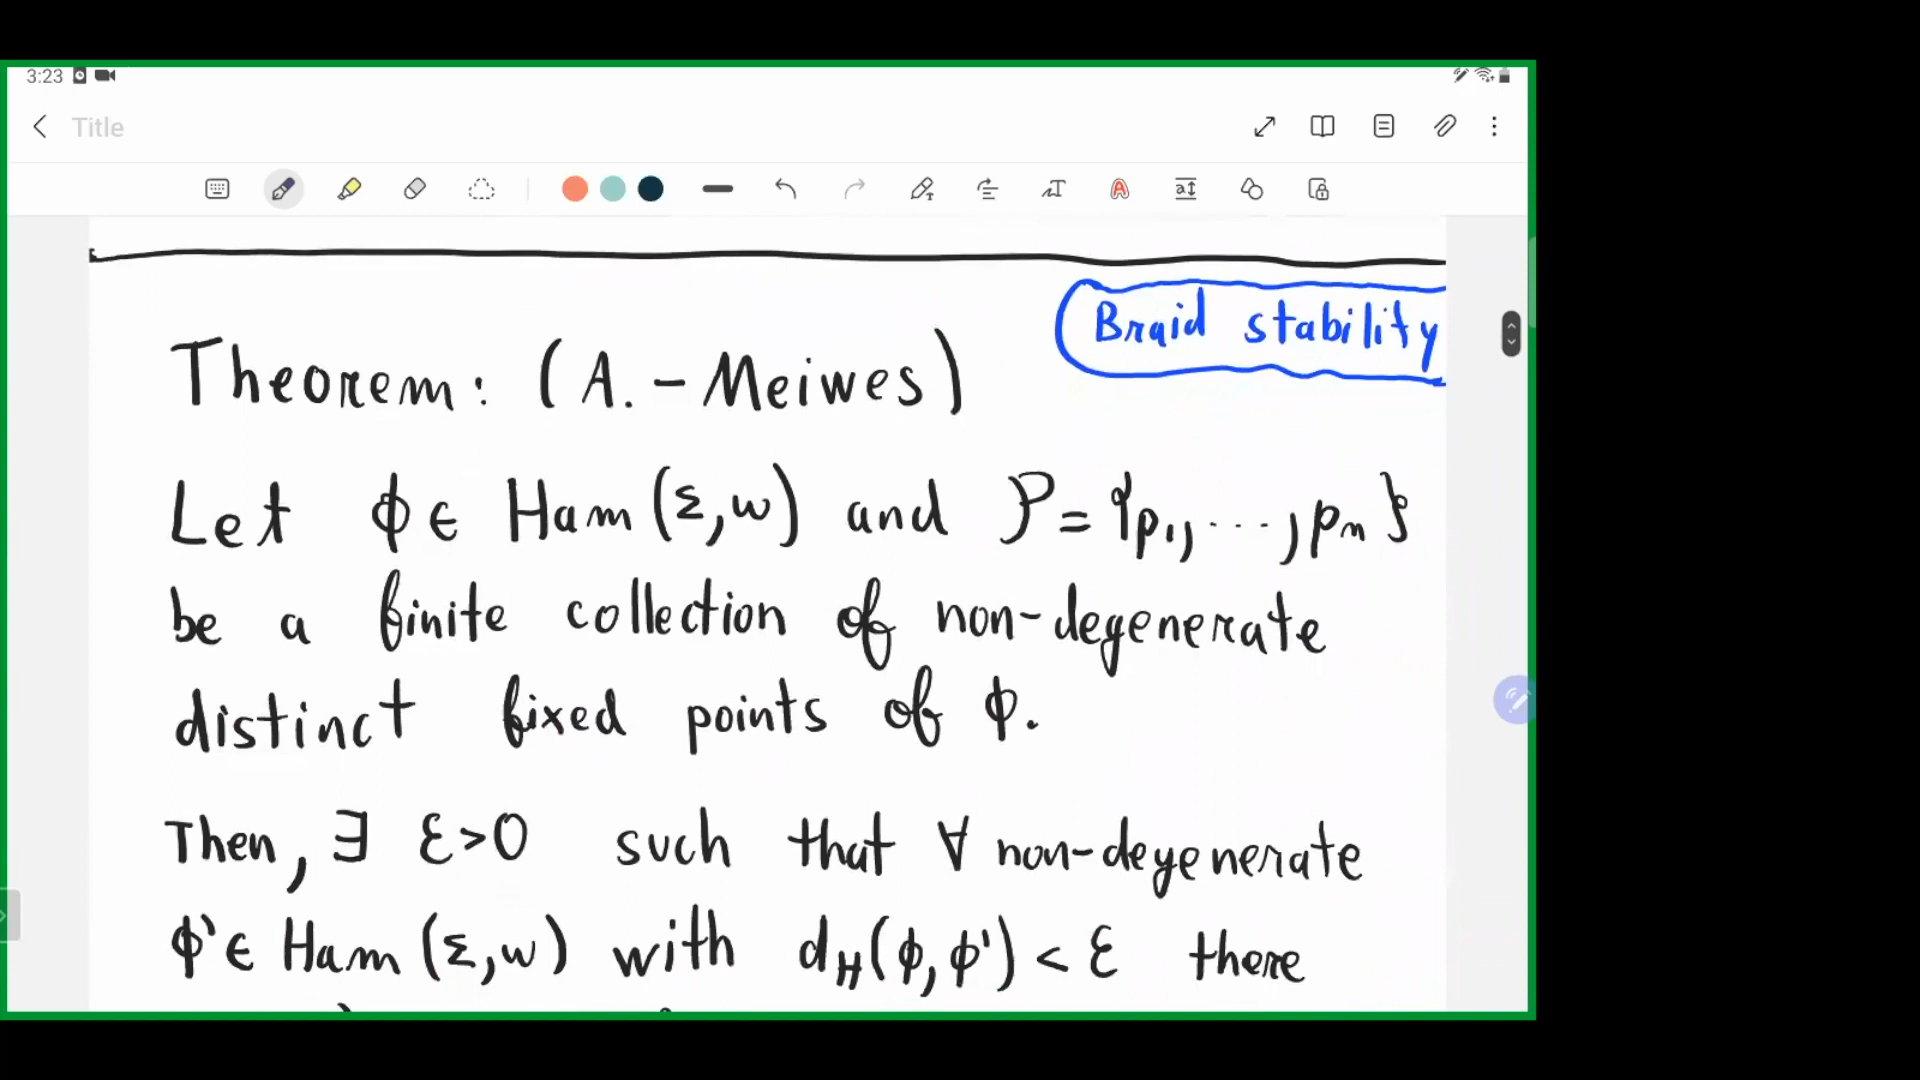 3:23
Title
Braid stability
Theorem: (A. - Meiwes)
Let ϕ ∈ Ham (Σ, ω) and P = {p₁, ..., pₙ}
be a finite collection of non-degenerate
distinct fixed points of ϕ.
Then, ∃ ε > 0 such that ∀ non-degenerate
ϕ' ∈ Ham (Σ, ω) with d_H(ϕ, ϕ') < ε there